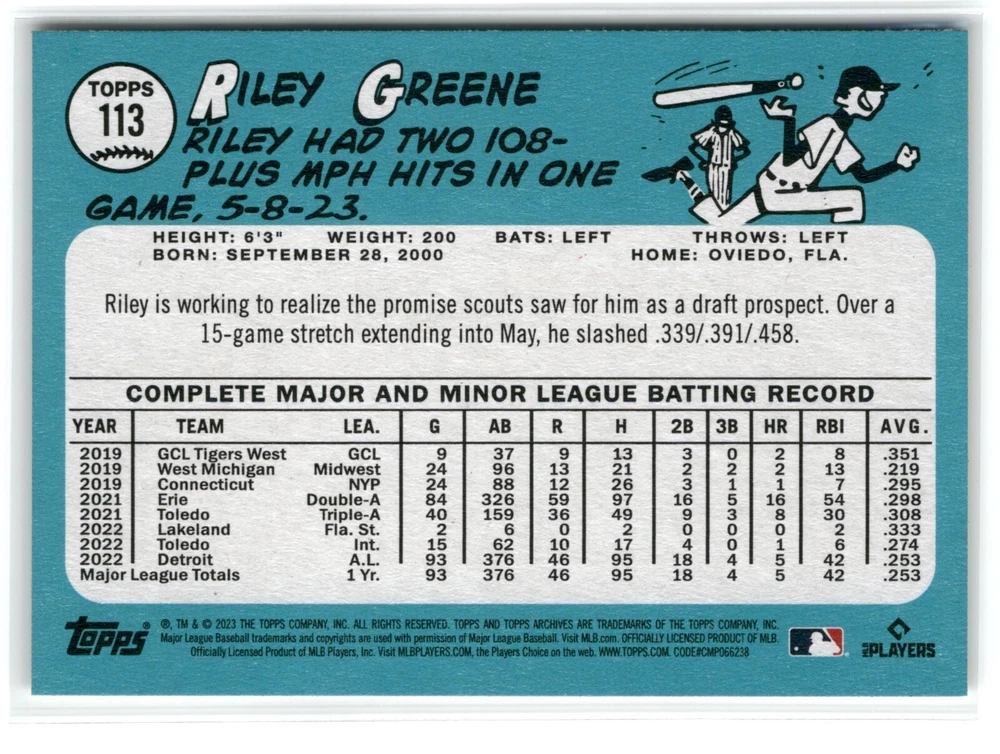 TOPPS
113
RILEY GREENE
RILEY HAD TWO 108-
PLUS MPH HITS IN ONE
GAME, 5-8-23.
HEIGHT: 6'3" WEIGHT: 200 BATS: LEFT THROWS: LEFT
BORN: SEPTEMBER 28, 2000 HOME: OVIEDO, FLA.
Riley is working to realize the promise scouts saw for him as a draft prospect. Over a
15-game stretch extending into May, he slashed .339/.391/.458.
COMPLETE MAJOR AND MINOR LEAGUE BATTING RECORD
YEAR TEAM LEA. G AB R H 2B 3B HR RBI AVG.
2019 GCL Tigers West GCL 9 37 9 13 3 0 2 8 .351
2019 West Michigan Midwest 24 96 13 21 2 2 2 13 .219
2019 Connecticut NYP 24 88 12 26 3 1 1 7 .295
2021 Erie Double-A 84 326 59 97 16 5 16 54 .298
2021 Toledo Triple-A 40 159 36 49 9 3 8 30 .308
2022 Lakeland Fla. St. 2 6 0 2 0 0 0 2 .333
2022 Toledo Int. 15 62 10 17 4 0 1 6 .274
2022 Detroit A.L. 93 376 46 95 18 4 5 42 .253
Major League Totals 1 Yr. 93 376 46 95 18 4 5 42 .253
Topps®
®, TM & © 2023 THE TOPPS COMPANY, INC. ALL RIGHTS RESERVED. TOPPS AND TOPPS ARCHIVES ARE TRADEMARKS OF THE TOPPS COMPANY, INC.
Major League Baseball trademarks and copyrights are used with permission of Major League Baseball. Visit MLB.com. OFFICIALLY LICENSED PRODUCT OF MLB.
Officially Licensed Product of MLB Players, Inc. Visit MLBPLAYERS.COM, the Players Choice on the web. WWW.TOPPS.COM. CODE#CMP066238
MLB PLAYERS